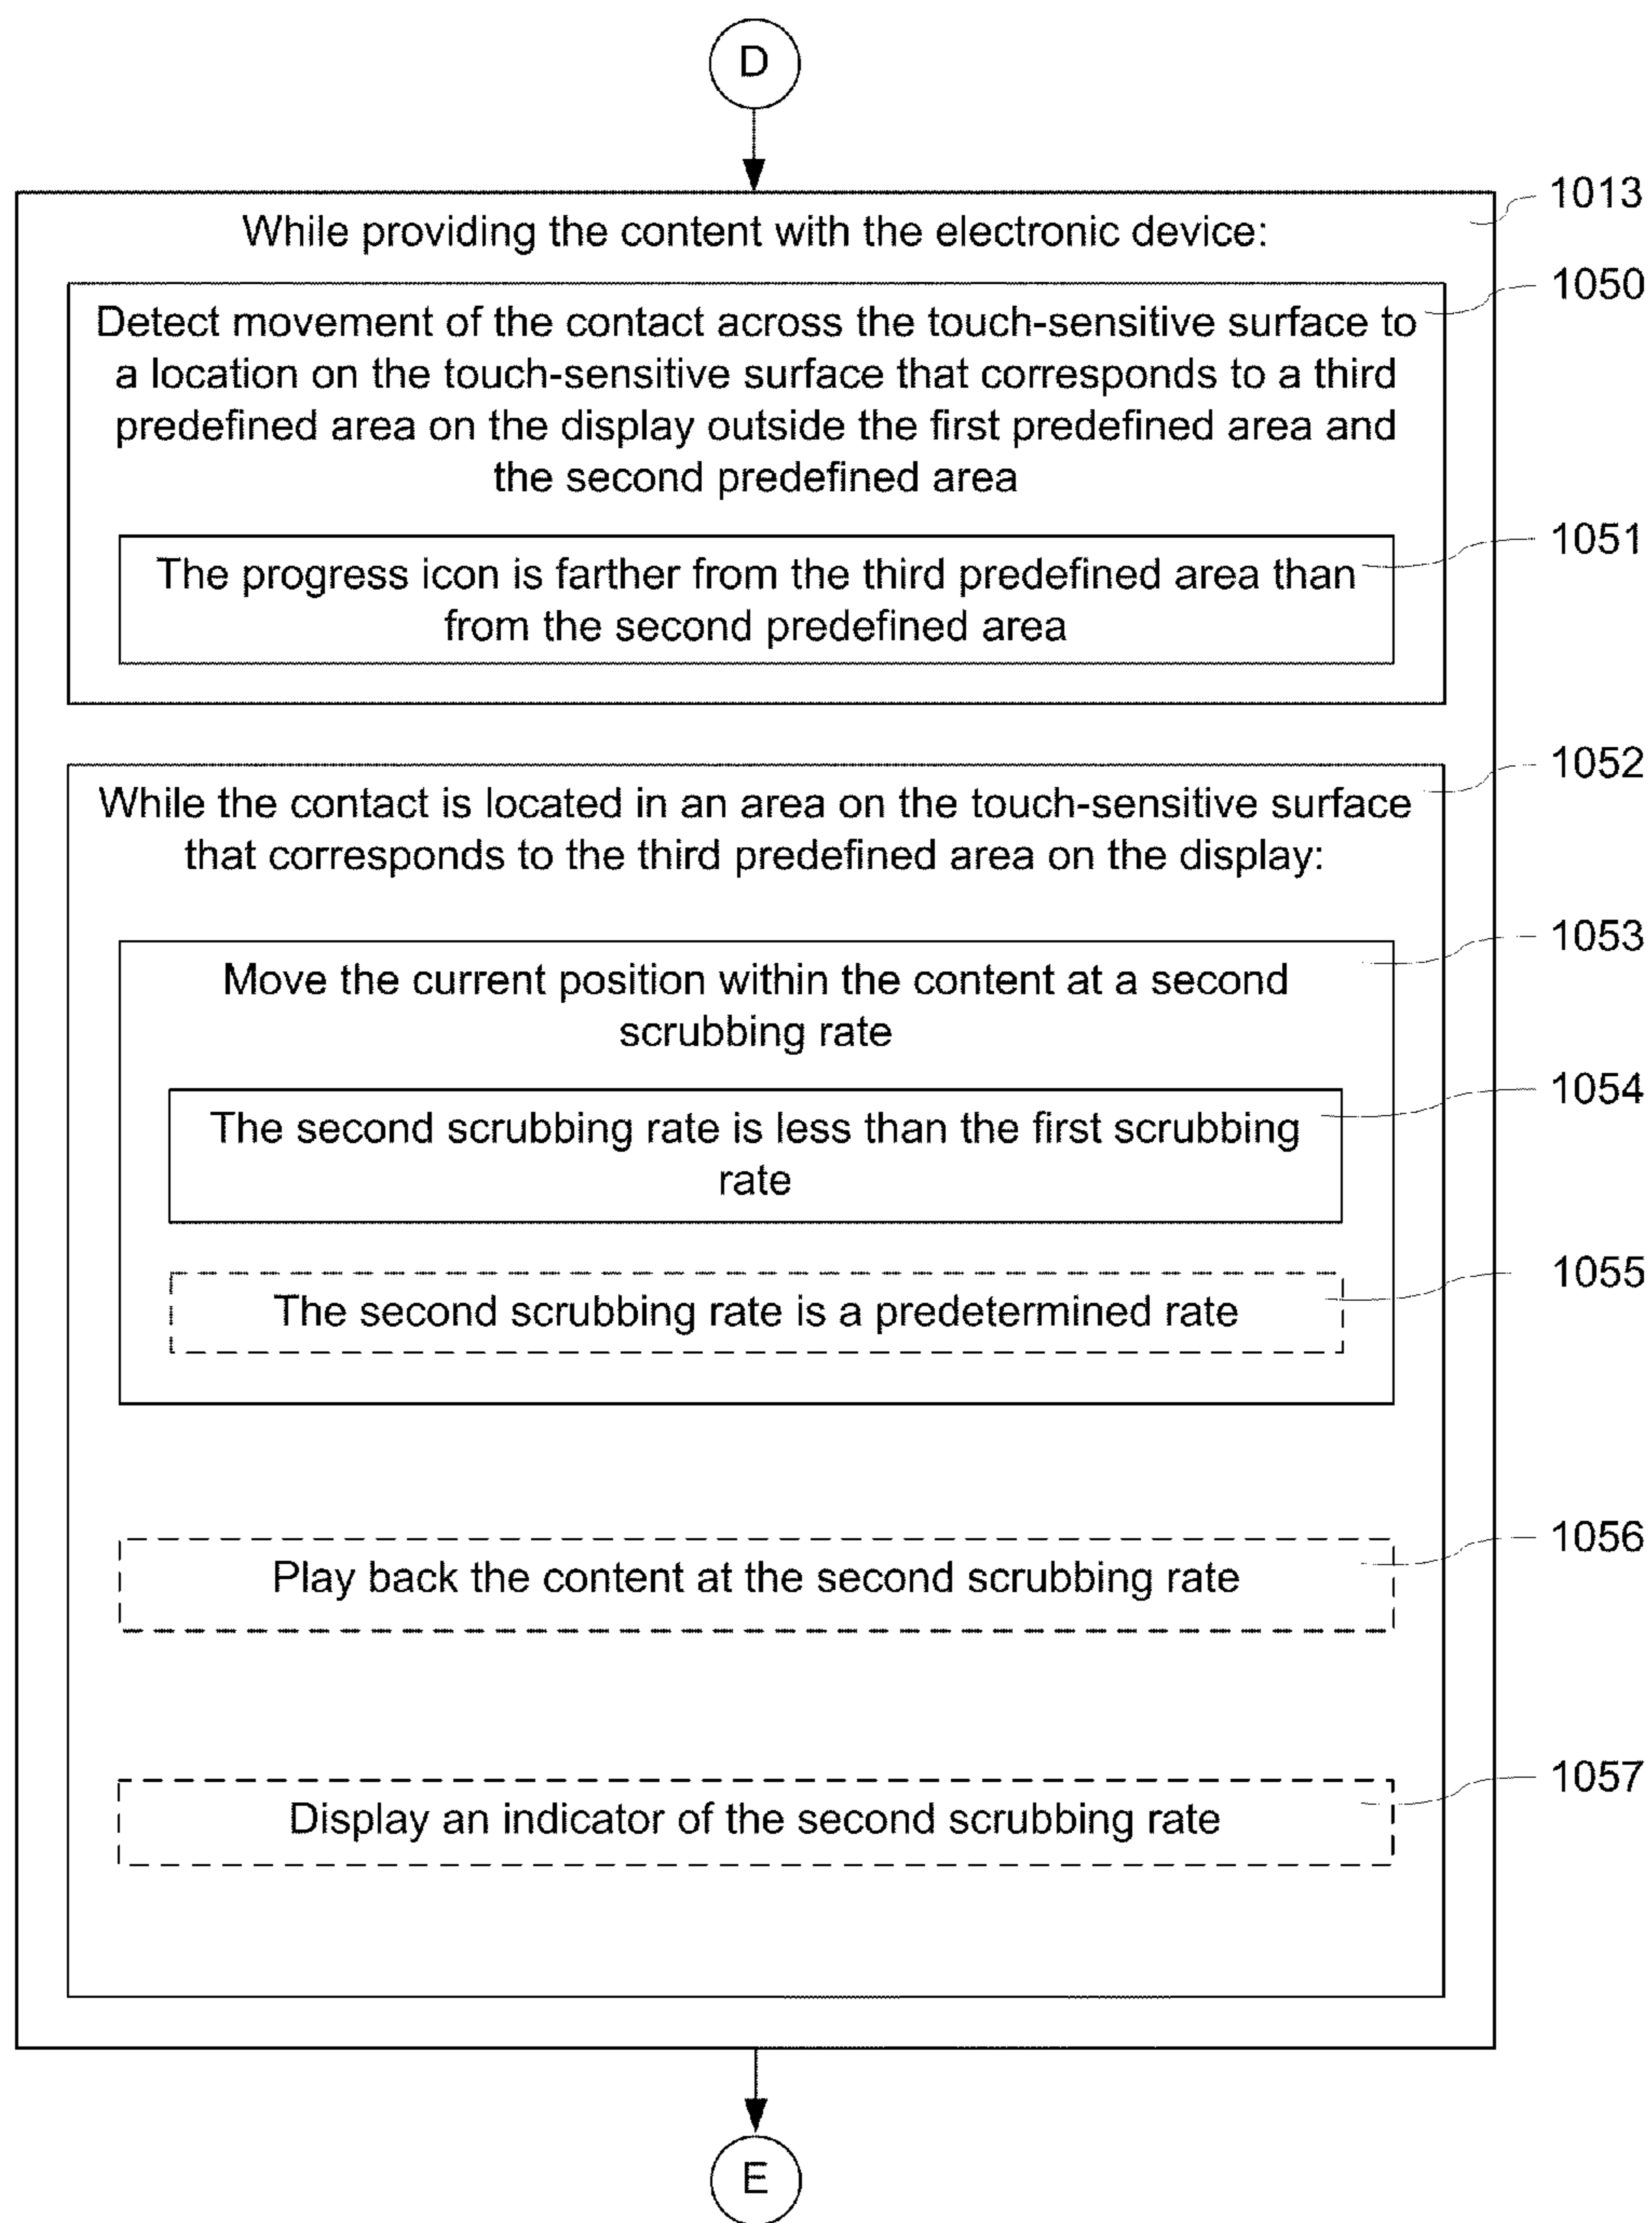 D
1013
While providing the content with the electronic device:
1050
Detect movement of the contact across the touch-sensitive surface to
a location on the touch-sensitive surface that corresponds to a third
predefined area on the display outside the first predefined area and
the second predefined area
1051
The progress icon is farther from the third predefined area than
from the second predefined area
1052
While the contact is located in an area on the touch-sensitive surface
that corresponds to the third predefined area on the display:
1053
Move the current position within the content at a second
scrubbing rate
1054
The second scrubbing rate is less than the first scrubbing
rate
1055
The second scrubbing rate is a predetermined rate
1056
Play back the content at the second scrubbing rate
1057
Display an indicator of the second scrubbing rate
E